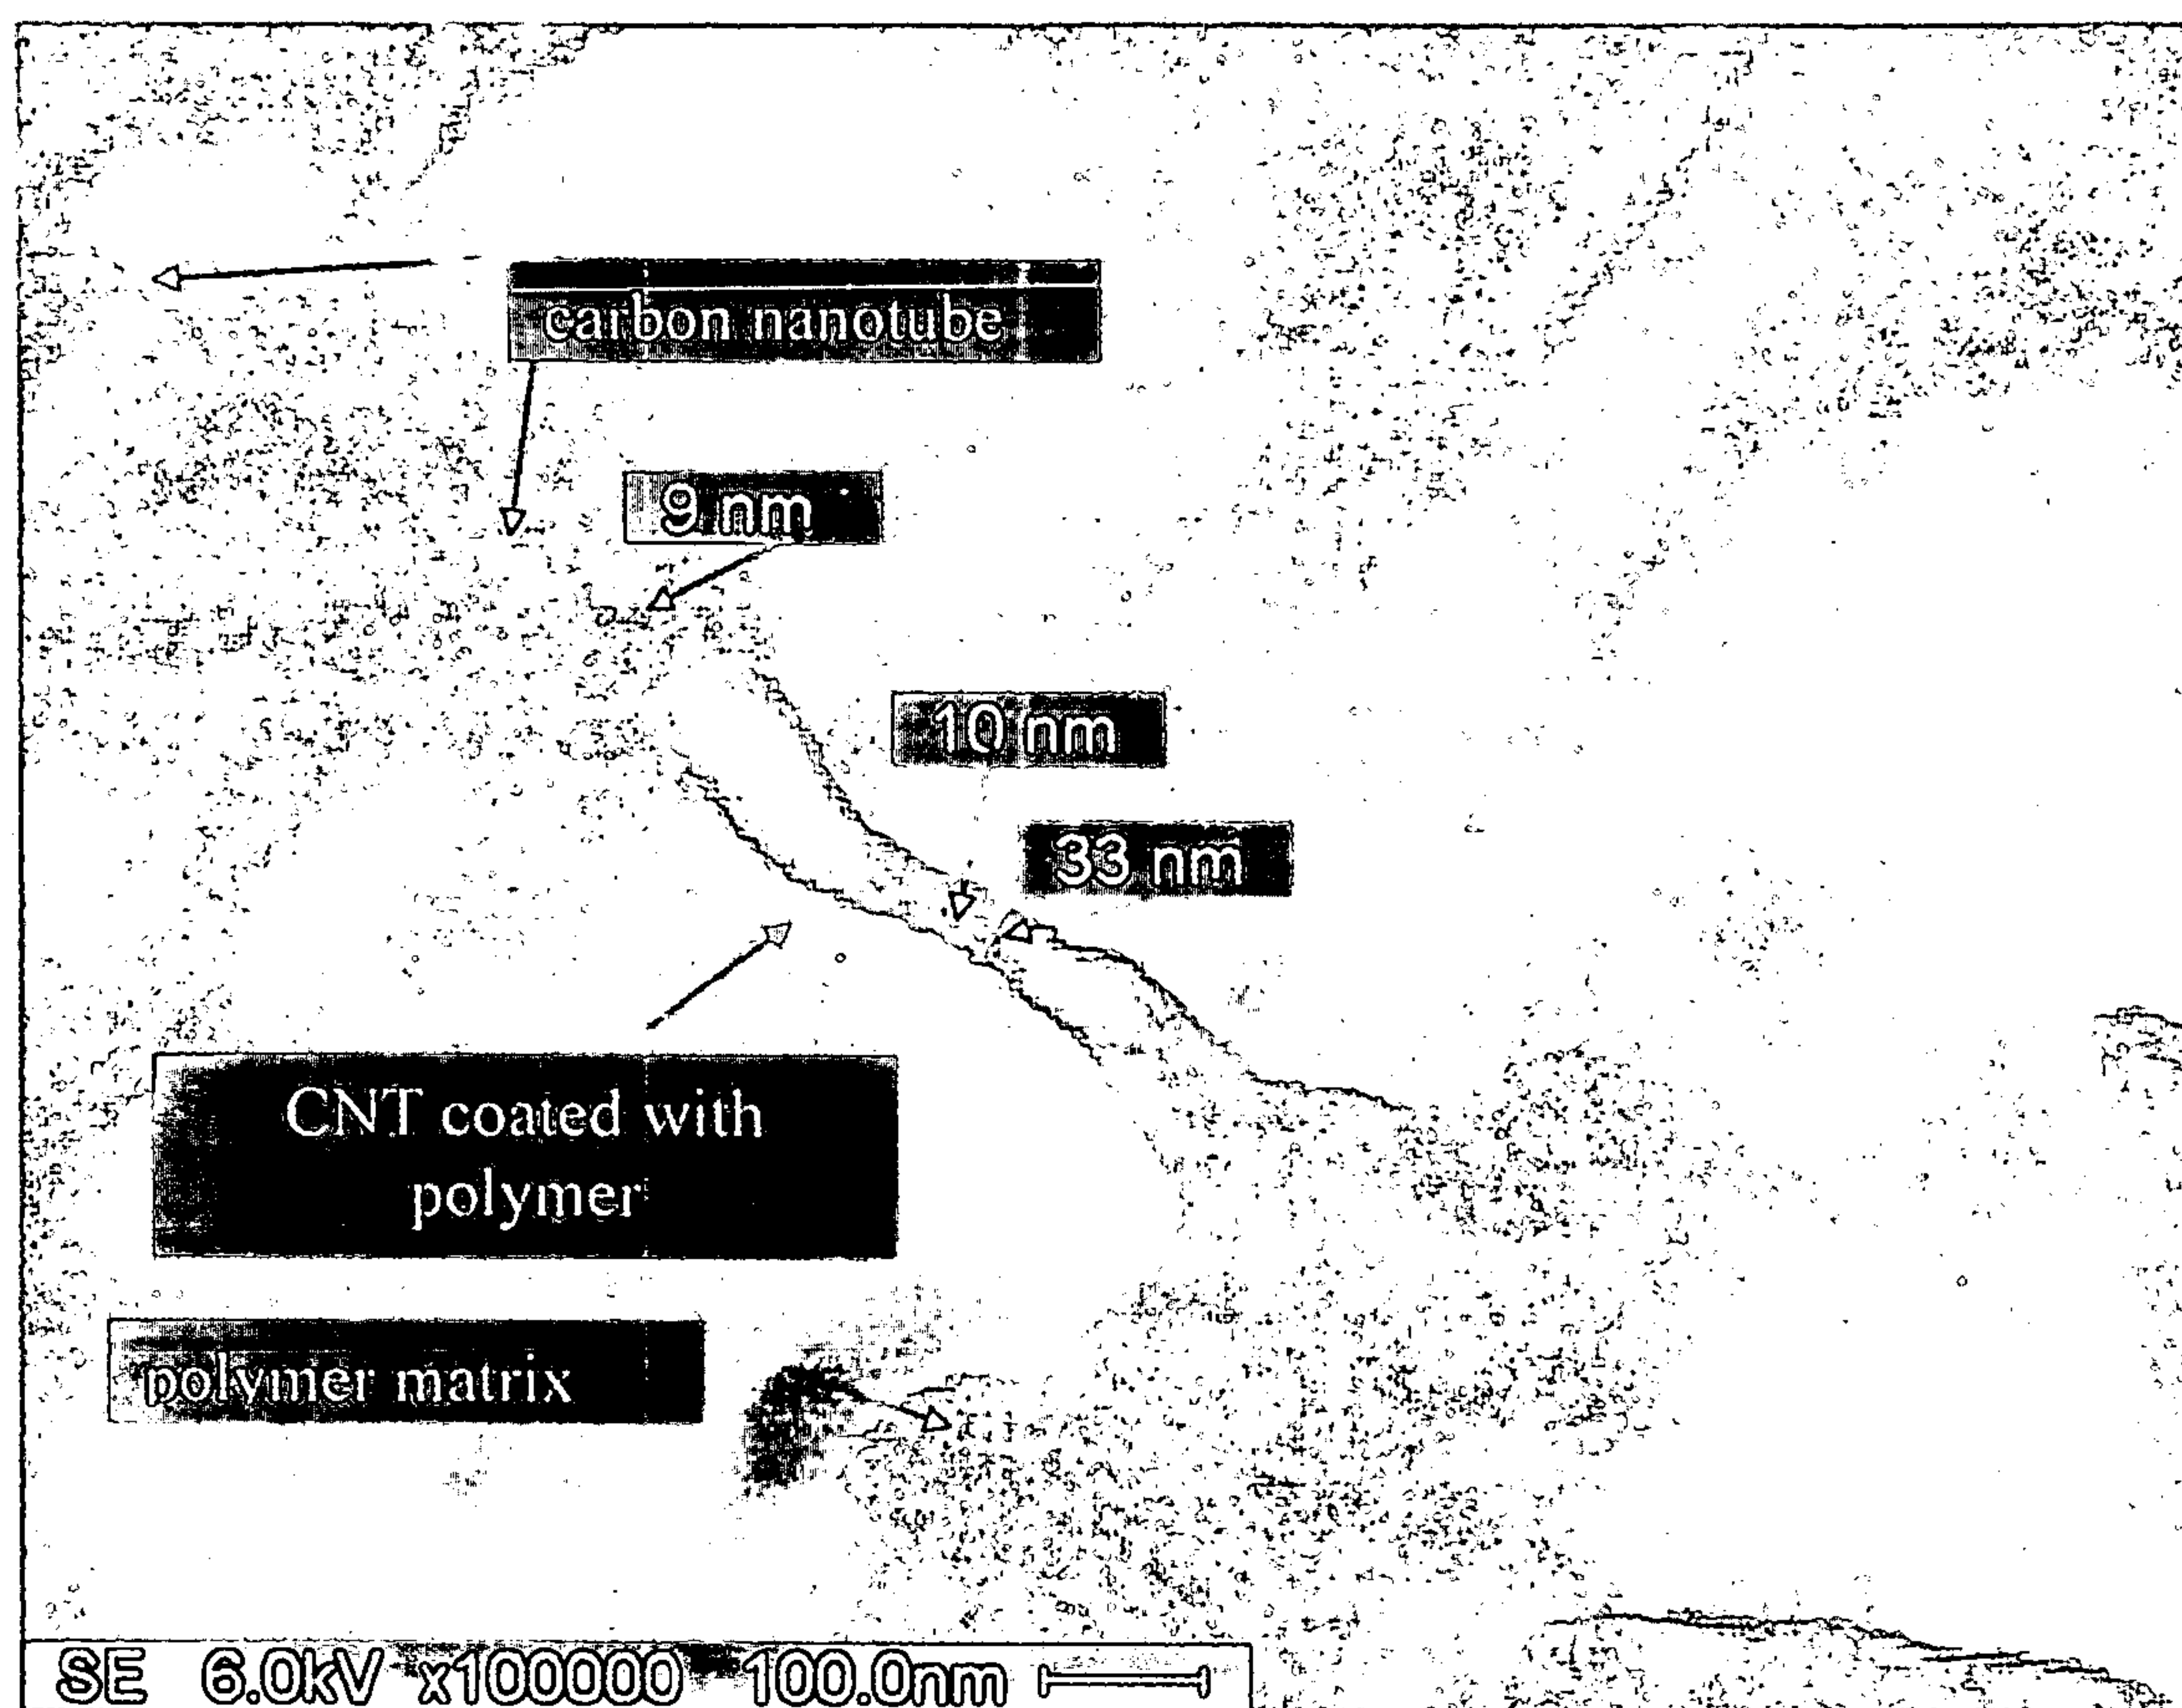 carbon nanotube
9 nm
10 nm
33 nm
CNT coated with
polymer
polymer matrix
SE 6.0kV x100000 100.0nm